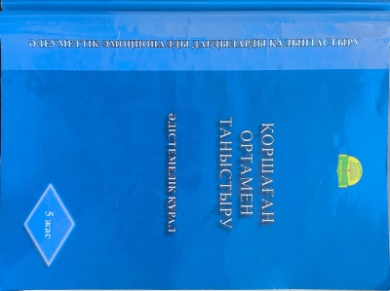 ӘЛЕУМЕТТІК ЭМОЦИОНАЛДЫ ДАҒДЫЛАРДЫ ҚАЛЫПТАСТЫРУ
ҚОРШАҒАН
ОРТАМЕН
ТАНЫСТЫРУ
ӘДІСТЕМЕЛІК ҚҰРАЛ
5 жас